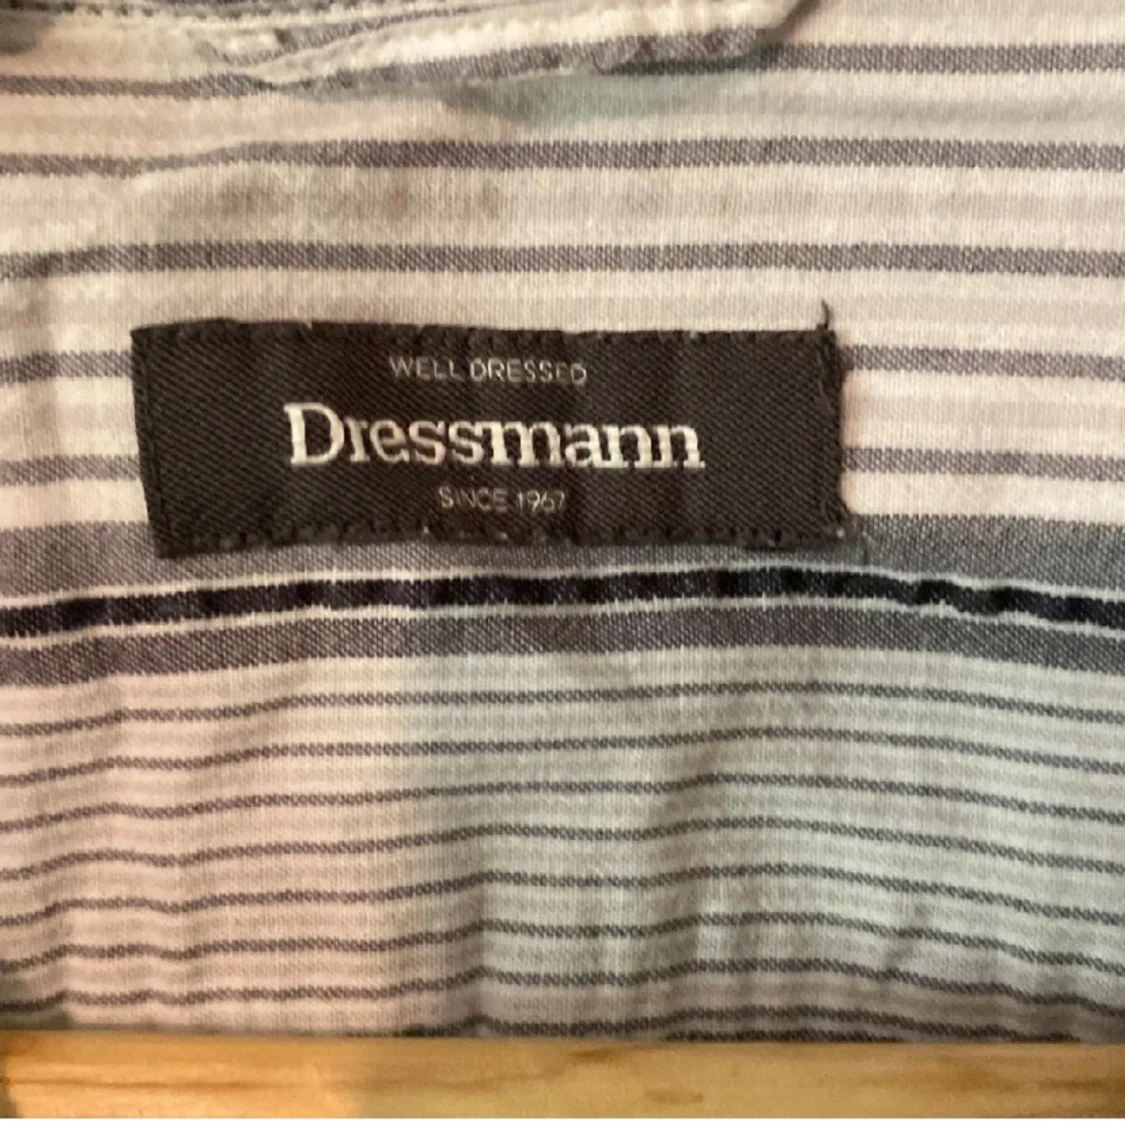 WELL DRESSED
Dressmann
SINCE 1967